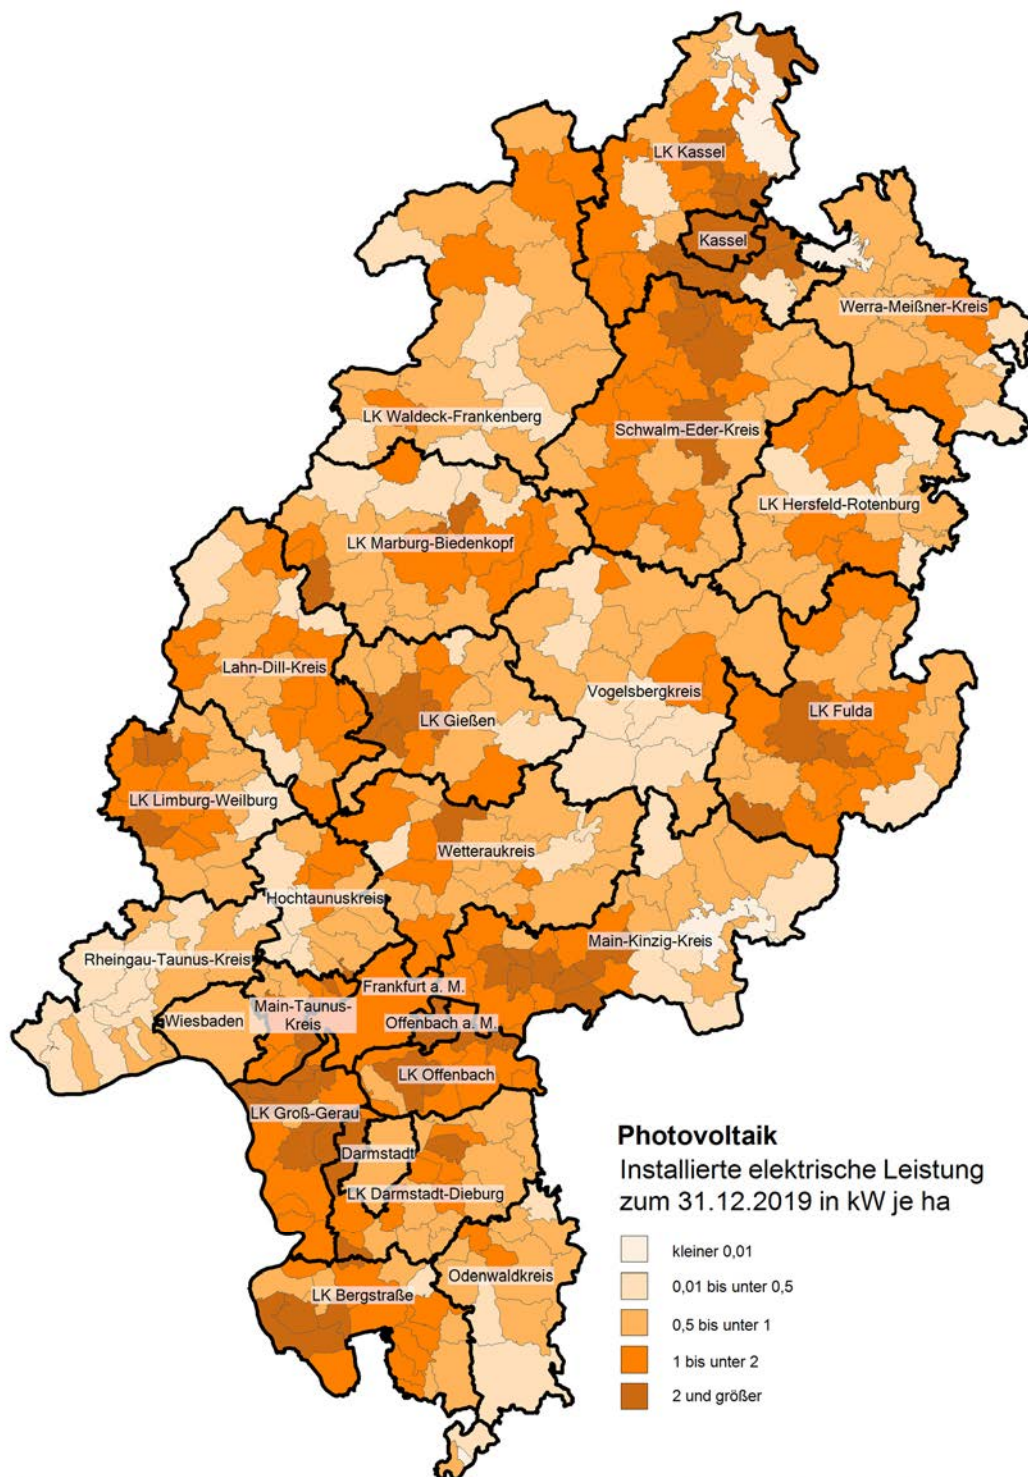 LK Kassel
Kassel
Werra-Meißner-Kreis
LK Waldeck-Frankenberg
Schwalm-Eder-Kreis
LK Hersfeld-Rotenburg
LK Marburg-Biedenkopf
Lahn-Dill-Kreis
Vogelsbergkreis
LK Gießen
LK Fulda
LK Limburg-Weilburg
Wetteraukreis
Hochtaunuskreis
Main-Kinzig-Kreis
Rheingau-Taunus-Kreis
Frankfurt a. M.
Main-Taunus-
Kreis
Wiesbaden
Offenbach a. M.
LK Offenbach
LK Groß-Gerau
Darmstadt
LK Darmstadt-Dieburg
Odenwaldkreis
LK Bergstraße
Photovoltaik
Installierte elektrische Leistung
zum 31.12.2019 in kW je ha
kleiner 0,01
0,01 bis unter 0,5
0,5 bis unter 1
1 bis unter 2
2 und größer